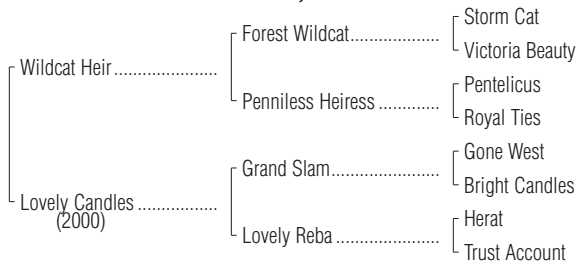 Storm Cat
Forest Wildcat....................
Victoria Beauty
Wildcat Heir.......................
Pentelicus
Penniless Heiress .............
Royal Ties
Gone West
Grand Slam........................
Bright Candles
Lovely Candles .................
(2000)
Herat
Lovely Reba .......................
Trust Account